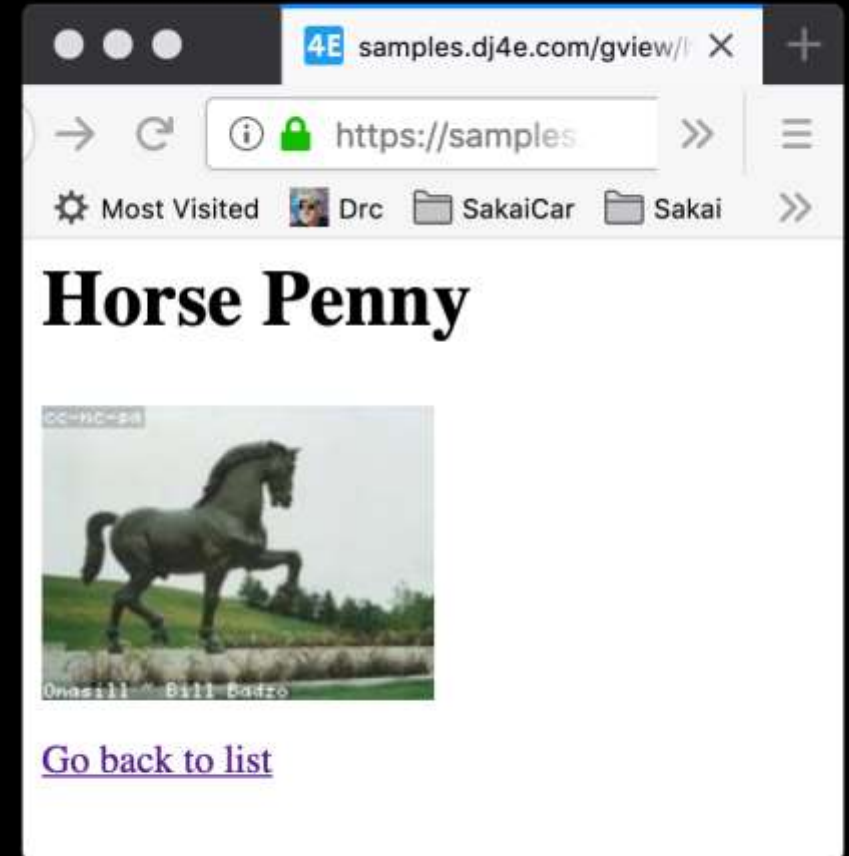 4E samples.dj4e.com/gview/
https://samples.
Most Visited Drc SakaiCar Sakai
Horse Penny
cc-nc-sa
Onasill ~ Bill Badzo
Go back to list